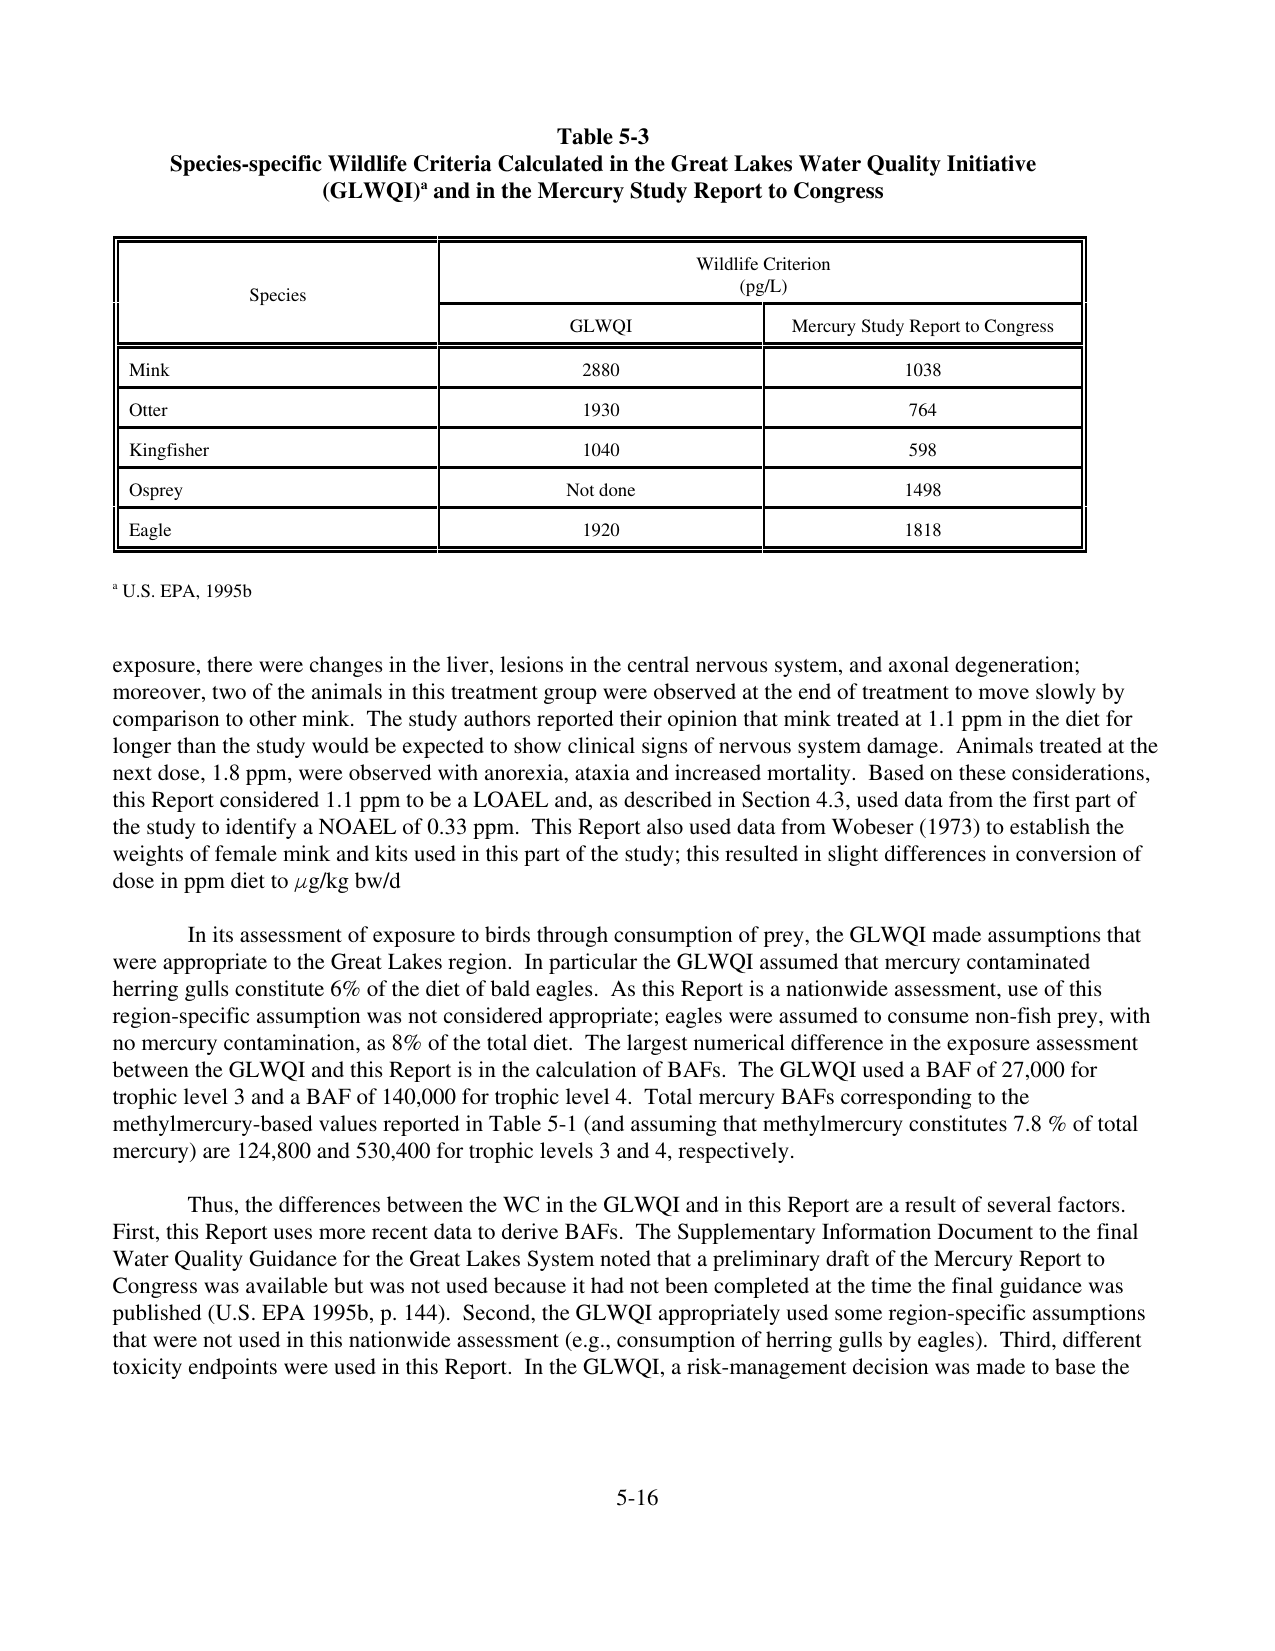 Table 5-3
Species-specific Wildlife Criteria Calculated in the Great Lakes Water Quality Initiative
(GLWQI)ᵃ and in the Mercury Study Report to Congress
Species
Wildlife Criterion
(pg/L)
GLWQI
Mercury Study Report to Congress
Mink 2880 1038
Otter 1930 764
Kingfisher 1040 598
Osprey Not done 1498
Eagle 1920 1818
ᵃ U.S. EPA, 1995b
exposure, there were changes in the liver, lesions in the central nervous system, and axonal degeneration;
moreover, two of the animals in this treatment group were observed at the end of treatment to move slowly by
comparison to other mink. The study authors reported their opinion that mink treated at 1.1 ppm in the diet for
longer than the study would be expected to show clinical signs of nervous system damage. Animals treated at the
next dose, 1.8 ppm, were observed with anorexia, ataxia and increased mortality. Based on these considerations,
this Report considered 1.1 ppm to be a LOAEL and, as described in Section 4.3, used data from the first part of
the study to identify a NOAEL of 0.33 ppm. This Report also used data from Wobeser (1973) to establish the
weights of female mink and kits used in this part of the study; this resulted in slight differences in conversion of
dose in ppm diet to µg/kg bw/d
In its assessment of exposure to birds through consumption of prey, the GLWQI made assumptions that
were appropriate to the Great Lakes region. In particular the GLWQI assumed that mercury contaminated
herring gulls constitute 6% of the diet of bald eagles. As this Report is a nationwide assessment, use of this
region-specific assumption was not considered appropriate; eagles were assumed to consume non-fish prey, with
no mercury contamination, as 8% of the total diet. The largest numerical difference in the exposure assessment
between the GLWQI and this Report is in the calculation of BAFs. The GLWQI used a BAF of 27,000 for
trophic level 3 and a BAF of 140,000 for trophic level 4. Total mercury BAFs corresponding to the
methylmercury-based values reported in Table 5-1 (and assuming that methylmercury constitutes 7.8 % of total
mercury) are 124,800 and 530,400 for trophic levels 3 and 4, respectively.
Thus, the differences between the WC in the GLWQI and in this Report are a result of several factors.
First, this Report uses more recent data to derive BAFs. The Supplementary Information Document to the final
Water Quality Guidance for the Great Lakes System noted that a preliminary draft of the Mercury Report to
Congress was available but was not used because it had not been completed at the time the final guidance was
published (U.S. EPA 1995b, p. 144). Second, the GLWQI appropriately used some region-specific assumptions
that were not used in this nationwide assessment (e.g., consumption of herring gulls by eagles). Third, different
toxicity endpoints were used in this Report. In the GLWQI, a risk-management decision was made to base the
5-16